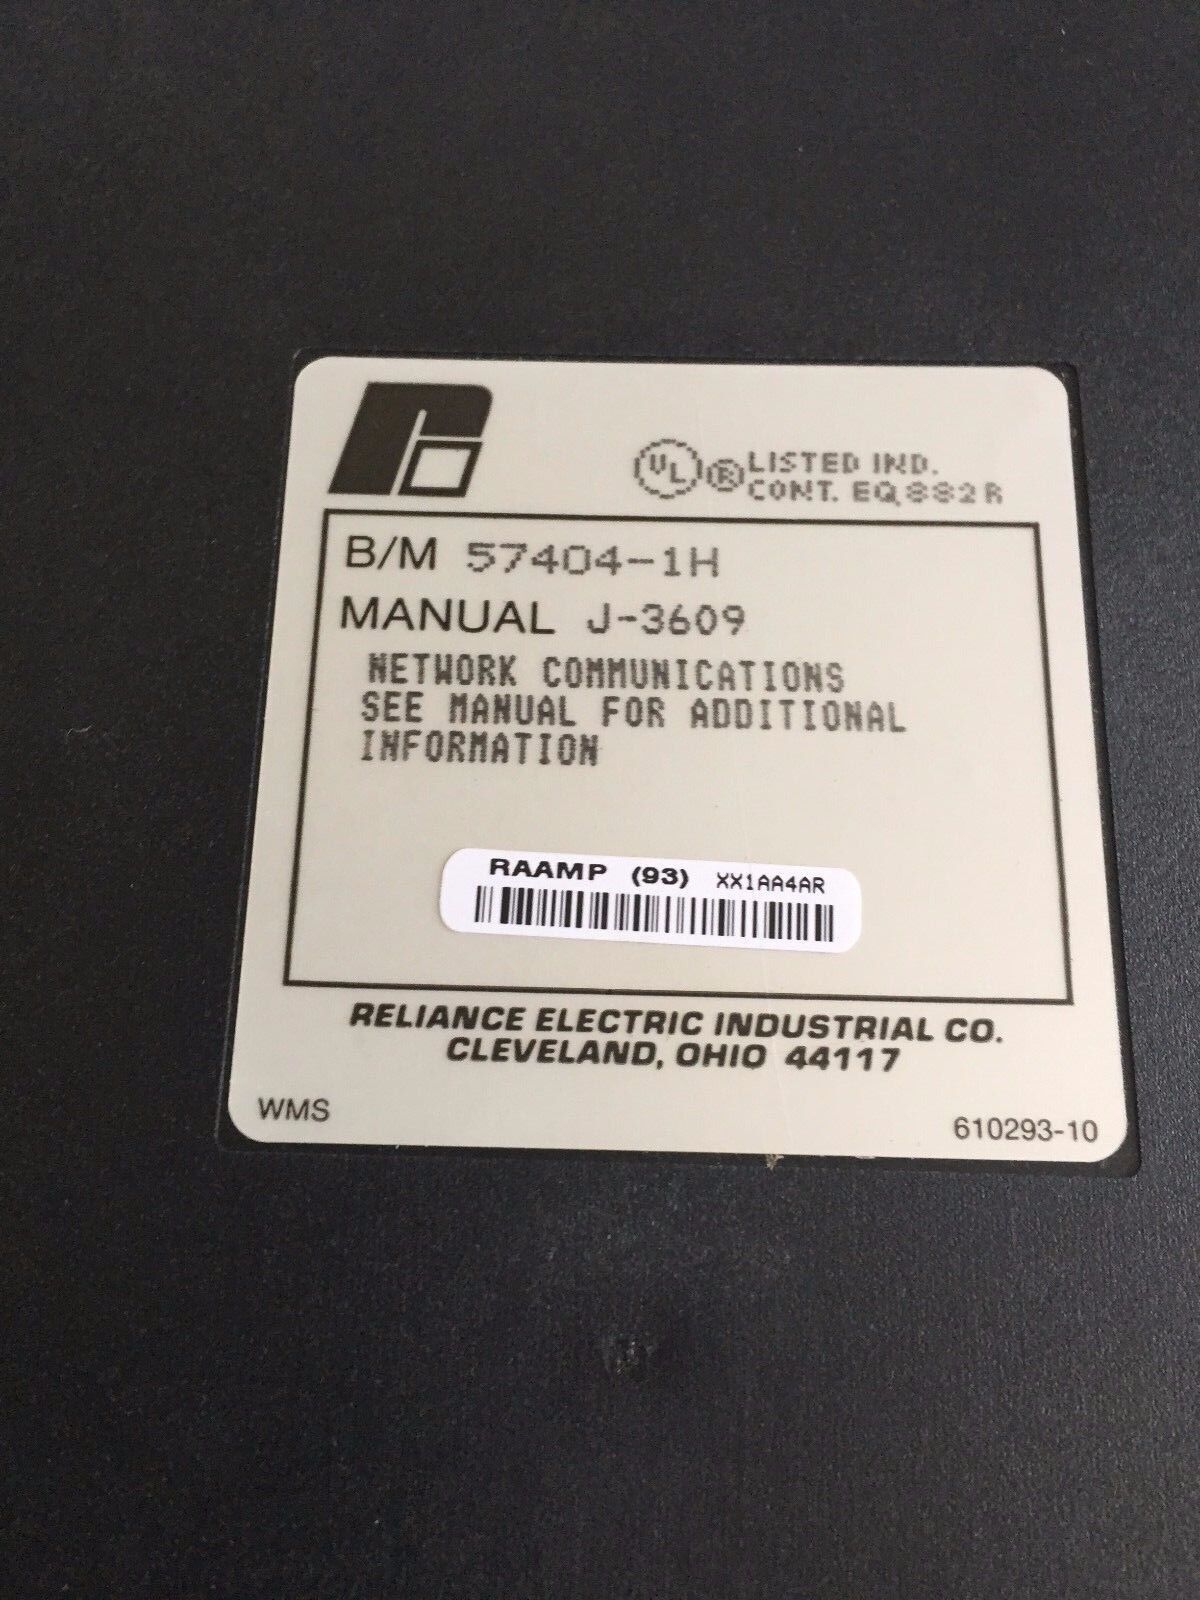 UL ® LISTED IND.
CONT. EQ 882R
B/M 57404-1H
MANUAL J-3609
NETWORK COMMUNICATIONS
SEE MANUAL FOR ADDITIONAL
INFORMATION
RAAMP (93) XX1AA4AR
RELIANCE ELECTRIC INDUSTRIAL CO.
CLEVELAND, OHIO 44117
WMS 610293-10